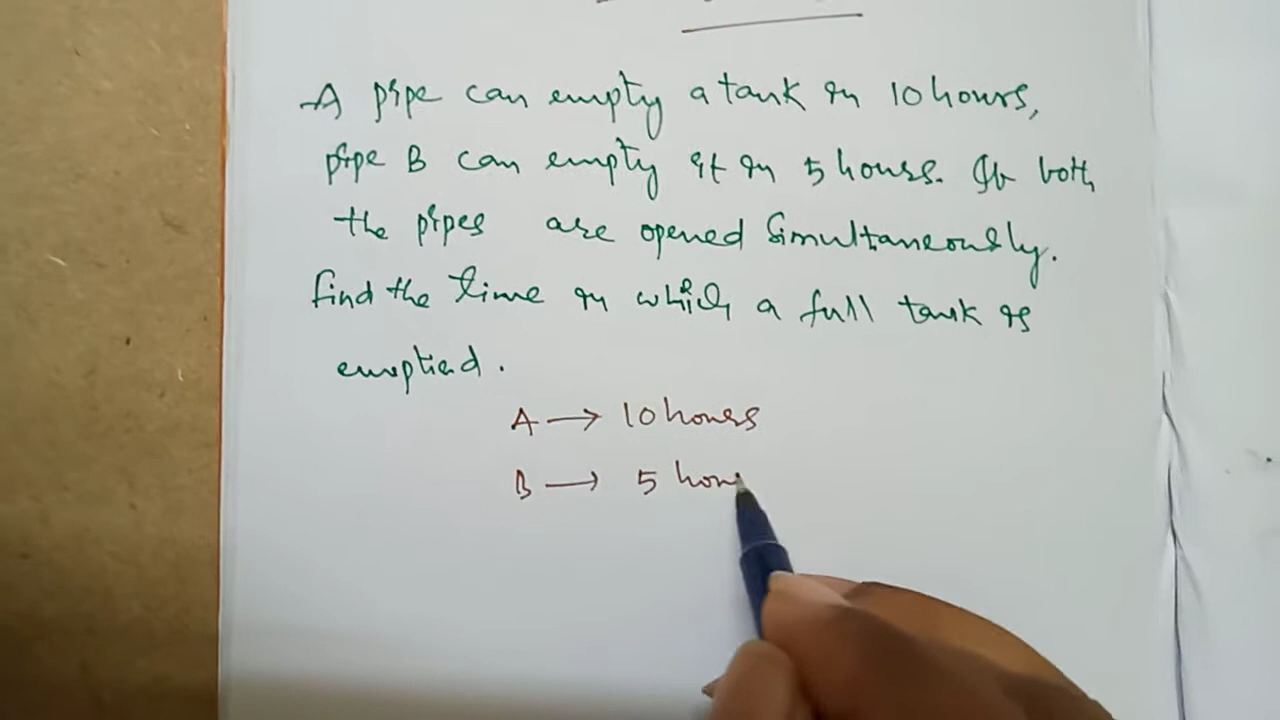 A pipe can empty a tank in 10 hours,
pipe B can empty it in 5 hours. If both
the pipes are opened simultaneously.
find the time in which a full tank is
emptied.
A → 10 hours
B → 5 hou